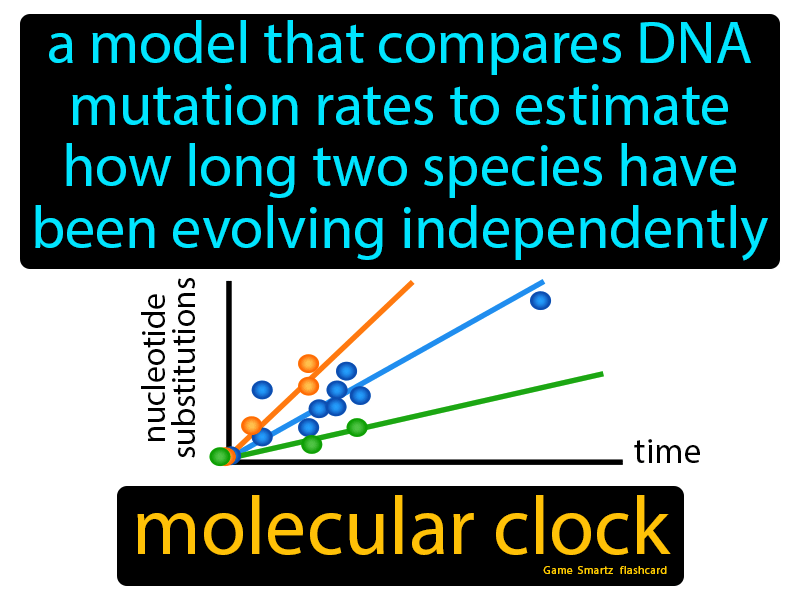 a model that compares DNA
mutation rates to estimate
how long two species have
been evolving independently
nucleotide
substitutions
time
molecular clock
Game Smartz flashcard